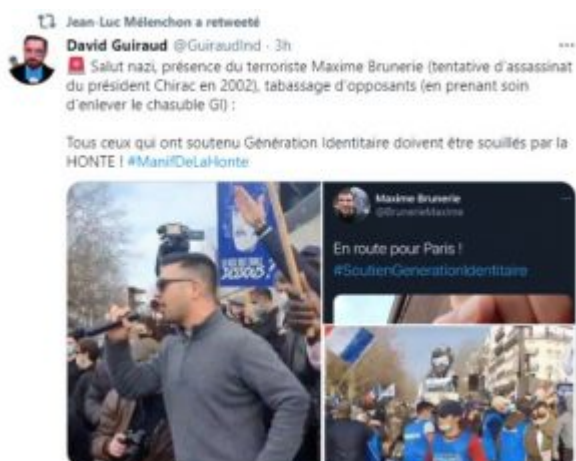 Jean-Luc Mélenchon a retweeté
David Guiraud @GuiraudInd · 3h
🚨 Salut nazi, présence du terroriste Maxime Brunerie (tentative d'assassinat
du président Chirac en 2002), tabassage d'opposants (en prenant soin
d'enlever le chasuble GI) :
Tous ceux qui ont soutenu Génération Identitaire doivent être souillés par la
HONTE ! #ManifDeLaHonte
Maxime Brunerie
@BrunerieMaxime
En route pour Paris !
#SoutienGenerationIdentitaire
DESSOUS !